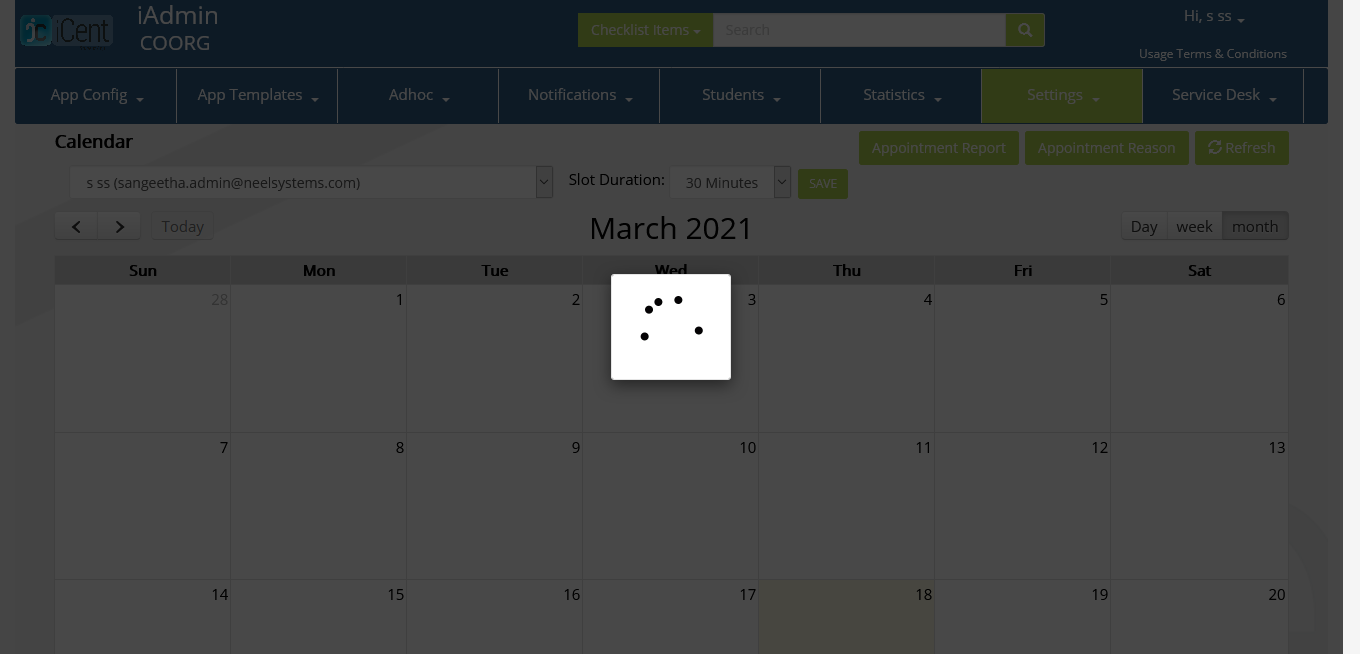 iCent
iAdmin
COORG
Checklist Items
Search
Hi, s ss
Usage Terms & Conditions
App Config
App Templates
Adhoc
Notifications
Students
Statistics
Settings
Service Desk
Calendar
Appointment Report
Appointment Reason
Refresh
s ss (sangeetha.admin@neelsystems.com)
Slot Duration:
30 Minutes
SAVE
Today
March 2021
Day
week
month
Sun Mon Tue Wed Thu Fri Sat
28 1 2 3 4 5 6
7 8 9 10 11 12 13
14 15 16 17 18 19 20